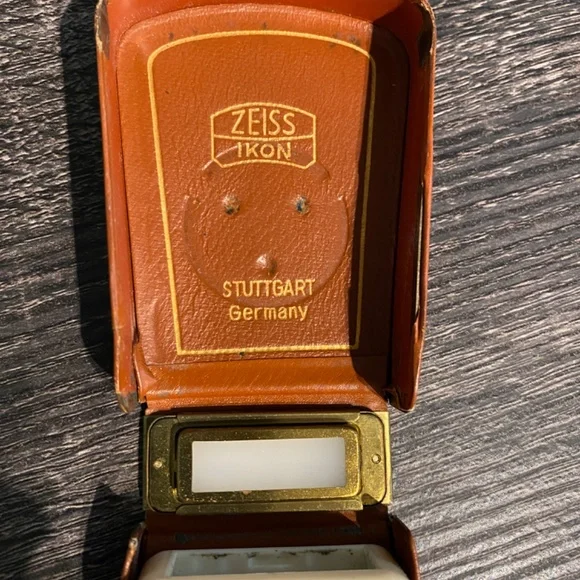 ZEISS
IKON
STUTTGART
Germany